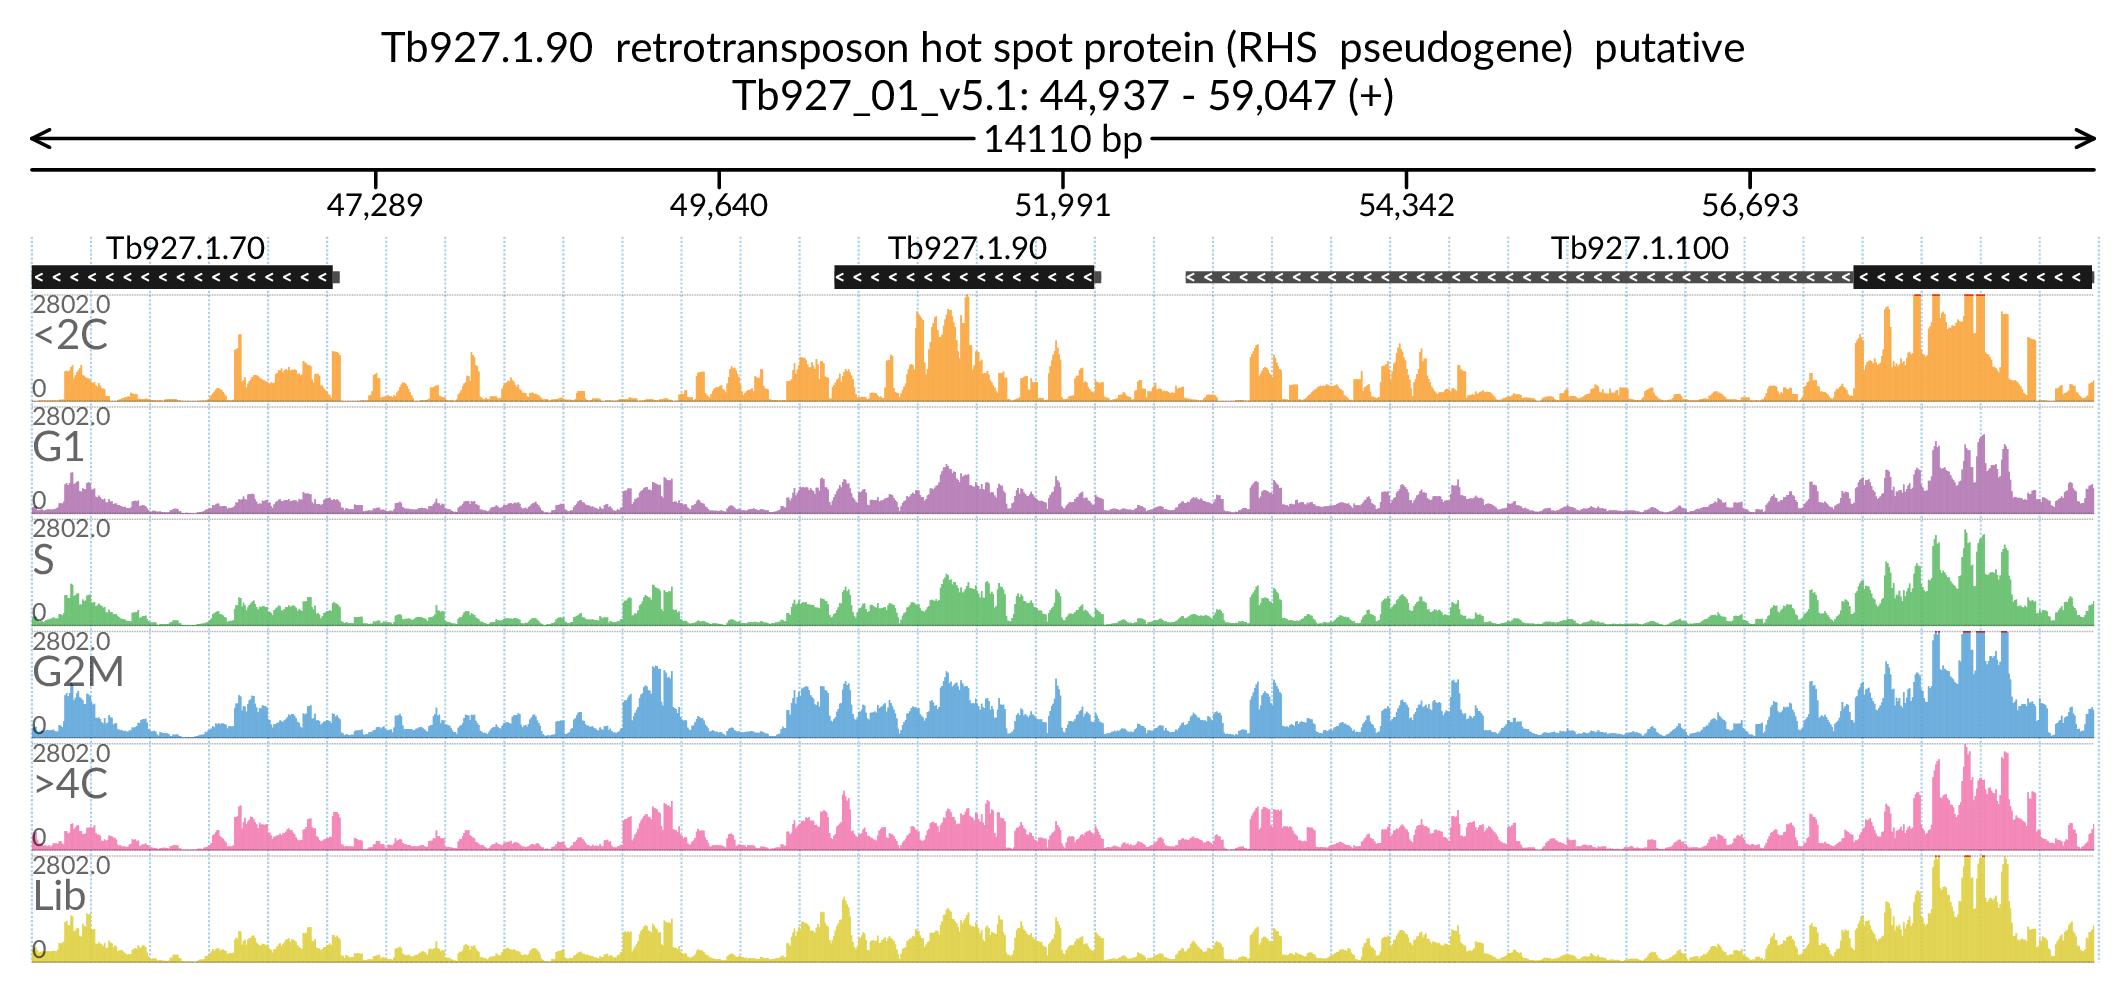 Tb927.1.90  retrotransposon hot spot protein (RHS  pseudogene)  putative
Tb927_01_v5.1: 44,937 - 59,047 (+)
14110 bp
47,289 49,640 51,991 54,342 56,693
Tb927.1.70 Tb927.1.90 Tb927.1.100
2802.0
<2C
0
2802.0
G1
0
2802.0
S
0
2802.0
G2M
0
2802.0
>4C
0
2802.0
Lib
0